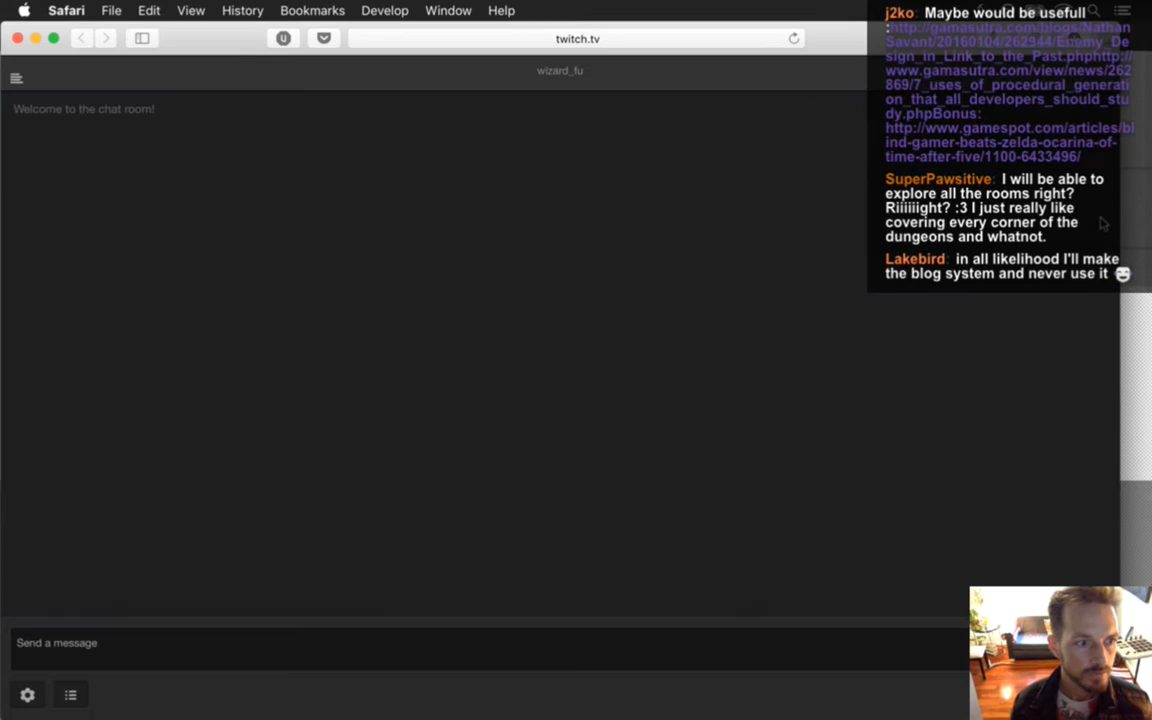 Safari File Edit View History Bookmarks Develop Window Help
twitch.tv
wizard_fu
Welcome to the chat room!
j2ko: Maybe would be usefull
:http://gamasutra.com/blogs/Nathan
Savant/20160104/262944/Enemy_De
sign_in_Link_to_the_Past.phphttp://
www.gamasutra.com/view/news/262
869/7_uses_of_procedural_generati
on_that_all_developers_should_stu
dy.phpBonus:
http://www.gamespot.com/articles/bl
ind-gamer-beats-zelda-ocarina-of-
time-after-five/1100-6433496/
SuperPawsitive: I will be able to
explore all the rooms right?
Riiiiiight? :3 I just really like
covering every corner of the
dungeons and whatnot.
Lakebird: in all likelihood I'll make
the blog system and never use it
Send a message